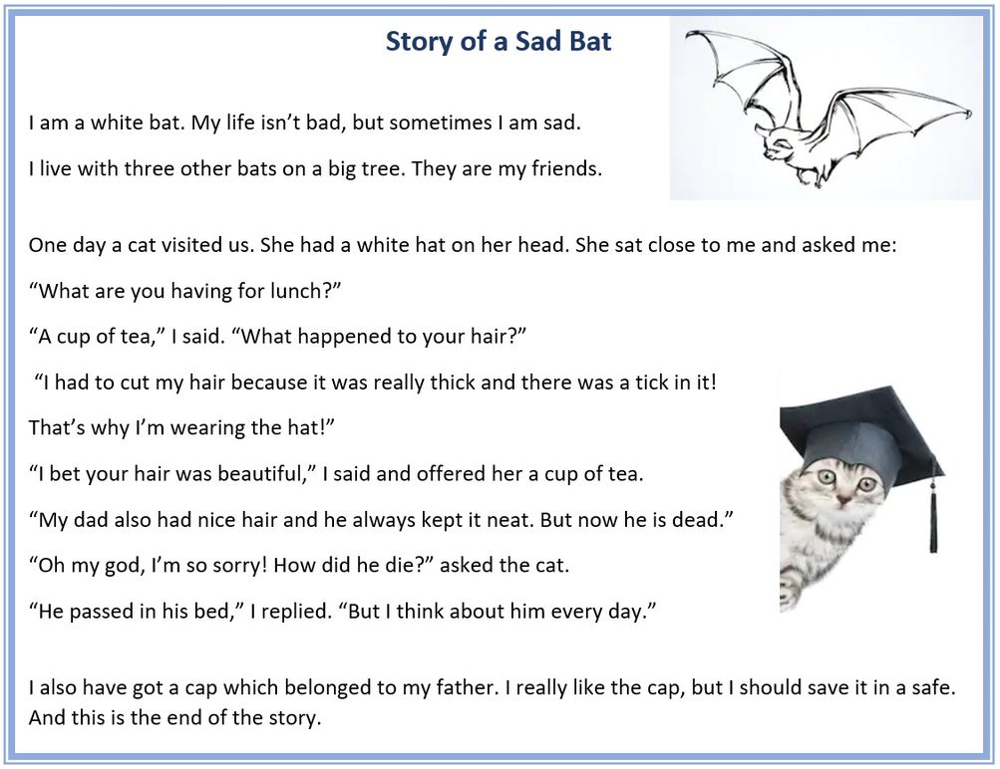 Story of a Sad Bat
I am a white bat. My life isn’t bad, but sometimes I am sad.
I live with three other bats on a big tree. They are my friends.
One day a cat visited us. She had a white hat on her head. She sat close to me and asked me:
“What are you having for lunch?”
“A cup of tea,” I said. “What happened to your hair?”
“I had to cut my hair because it was really thick and there was a tick in it!
That’s why I’m wearing the hat!”
“I bet your hair was beautiful,” I said and offered her a cup of tea.
“My dad also had nice hair and he always kept it neat. But now he is dead.”
“Oh my god, I’m so sorry! How did he die?” asked the cat.
“He passed in his bed,” I replied. “But I think about him every day.”
I also have got a cap which belonged to my father. I really like the cap, but I should save it in a safe.
And this is the end of the story.